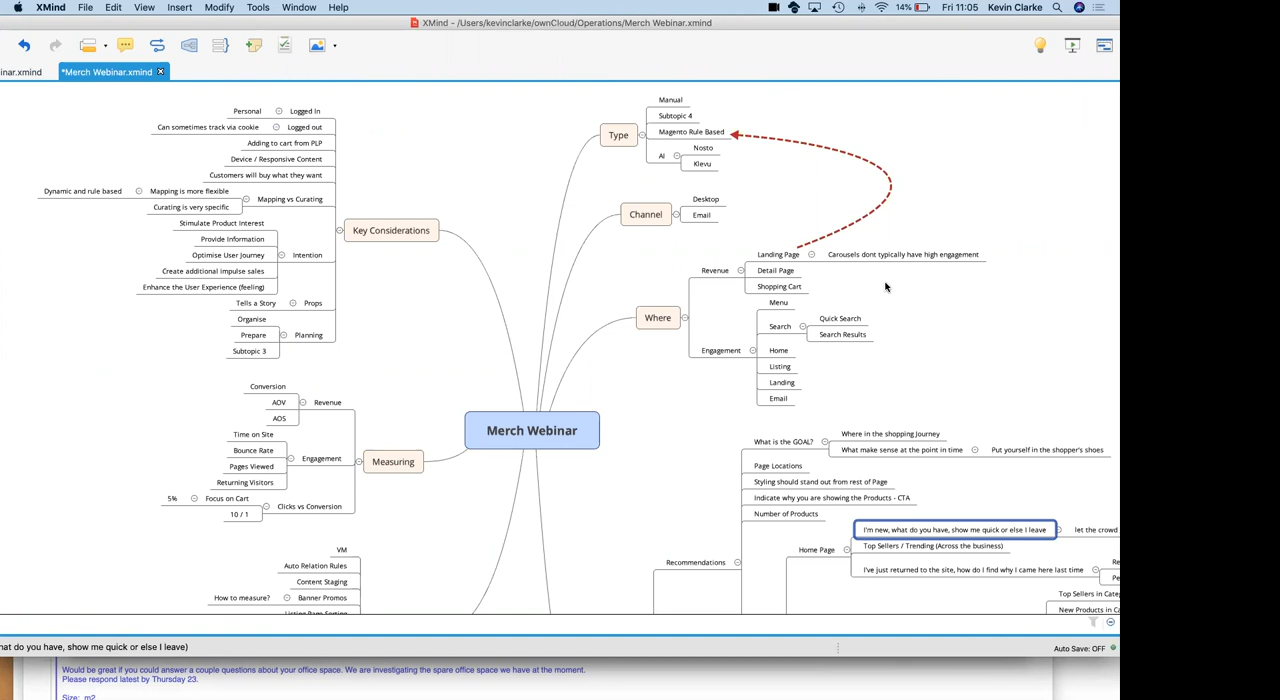 XMind File Edit View Insert Modify Tools Window Help 14% Fri 11:05 Kevin Clarke
XMind - /Users/kevinclarke/ownCloud/Operations/Merch Webinar.xmind
inar.xmind *Merch Webinar.xmind
Personal Logged In
Can sometimes track via cookie Logged out
Adding to cart from PLP
Device / Responsive Content
Customers will buy what they want
Dynamic and rule based Mapping is more flexible
Mapping vs Curating
Curating is very specific
Key Considerations
Stimulate Product Interest
Provide Information
Optimise User Journey
Intention
Create additional impulse sales
Enhance the User Experience (feeling)
Tells a Story Props
Organise
Prepare
Planning
Subtopic 3
Conversion
AOV
Revenue
AOS
Time on Site
Bounce Rate
Engagement
Pages Viewed
Returning Visitors
Measuring
5% Focus on Cart
Clicks vs Conversion
10 / 1
VM
Auto Relation Rules
Content Staging
How to measure? Banner Promos
Listing Page Sorting
Merch Webinar
Type
Manual
Subtopic 4
Magento Rule Based
AI
Nosto
Klevu
Channel
Desktop
Email
Where
Revenue
Landing Page Carousels dont typically have high engagement
Detail Page
Shopping Cart
Engagement
Menu
Search
Quick Search
Search Results
Home
Listing
Landing
Email
Recommendations
What is the GOAL?
Where in the shopping Journey
What make sense at the point in time Put yourself in the shopper's shoes
Page Locations
Styling should stand out from rest of Page
Indicate why you are showing the Products - CTA
Number of Products
Home Page
I'm new, what do you have, show me quick or else I leave let the crowd
Top Sellers / Trending (Across the business)
I've just returned to the site, how do I find why I came here last time
Re
Pe
Top Sellers in Categ
New Products in Ca
hat do you have, show me quick or else I leave) Auto Save: OFF
Would be great if you could answer a couple questions about your office space. We are investigating the spare office space we have at the moment.
Please respond latest by Thursday 23.
Size: m2